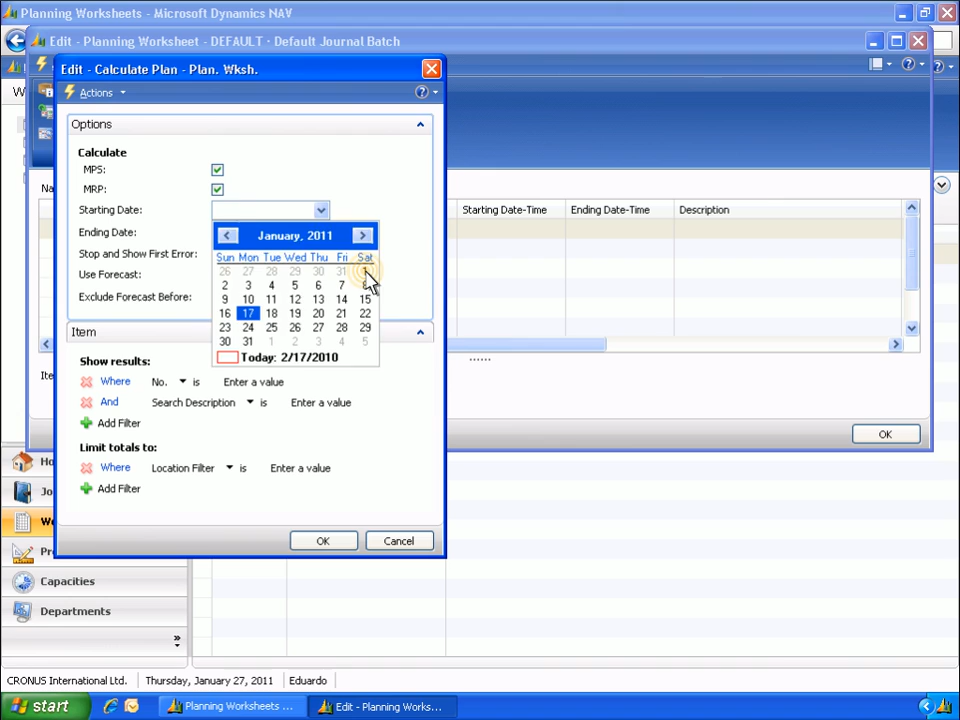 Planning Worksheets - Microsoft Dynamics NAV
Edit - Planning Worksheet - DEFAULT · Default Journal Batch
Edit - Calculate Plan - Plan. Wksh.
Actions
Options
Calculate
MPS:
MRP:
Starting Date:
Ending Date:
Stop and Show First Error:
Use Forecast:
Exclude Forecast Before:
January, 2011
Sun Mon Tue Wed Thu Fri Sat
26 27 28 29 30 31 1
2 3 4 5 6 7 8
9 10 11 12 13 14 15
16 17 18 19 20 21 22
23 24 25 26 27 28 29
30 31 1 2 3 4 5
Today: 2/17/2010
Item
Show results:
Where No. is Enter a value
And Search Description is Enter a value
Add Filter
Limit totals to:
Where Location Filter is Enter a value
Add Filter
OK Cancel
Starting Date-Time Ending Date-Time Description
OK
Capacities
Departments
CRONUS International Ltd. Thursday, January 27, 2011 Eduardo
start Planning Worksheets ... Edit - Planning Works...